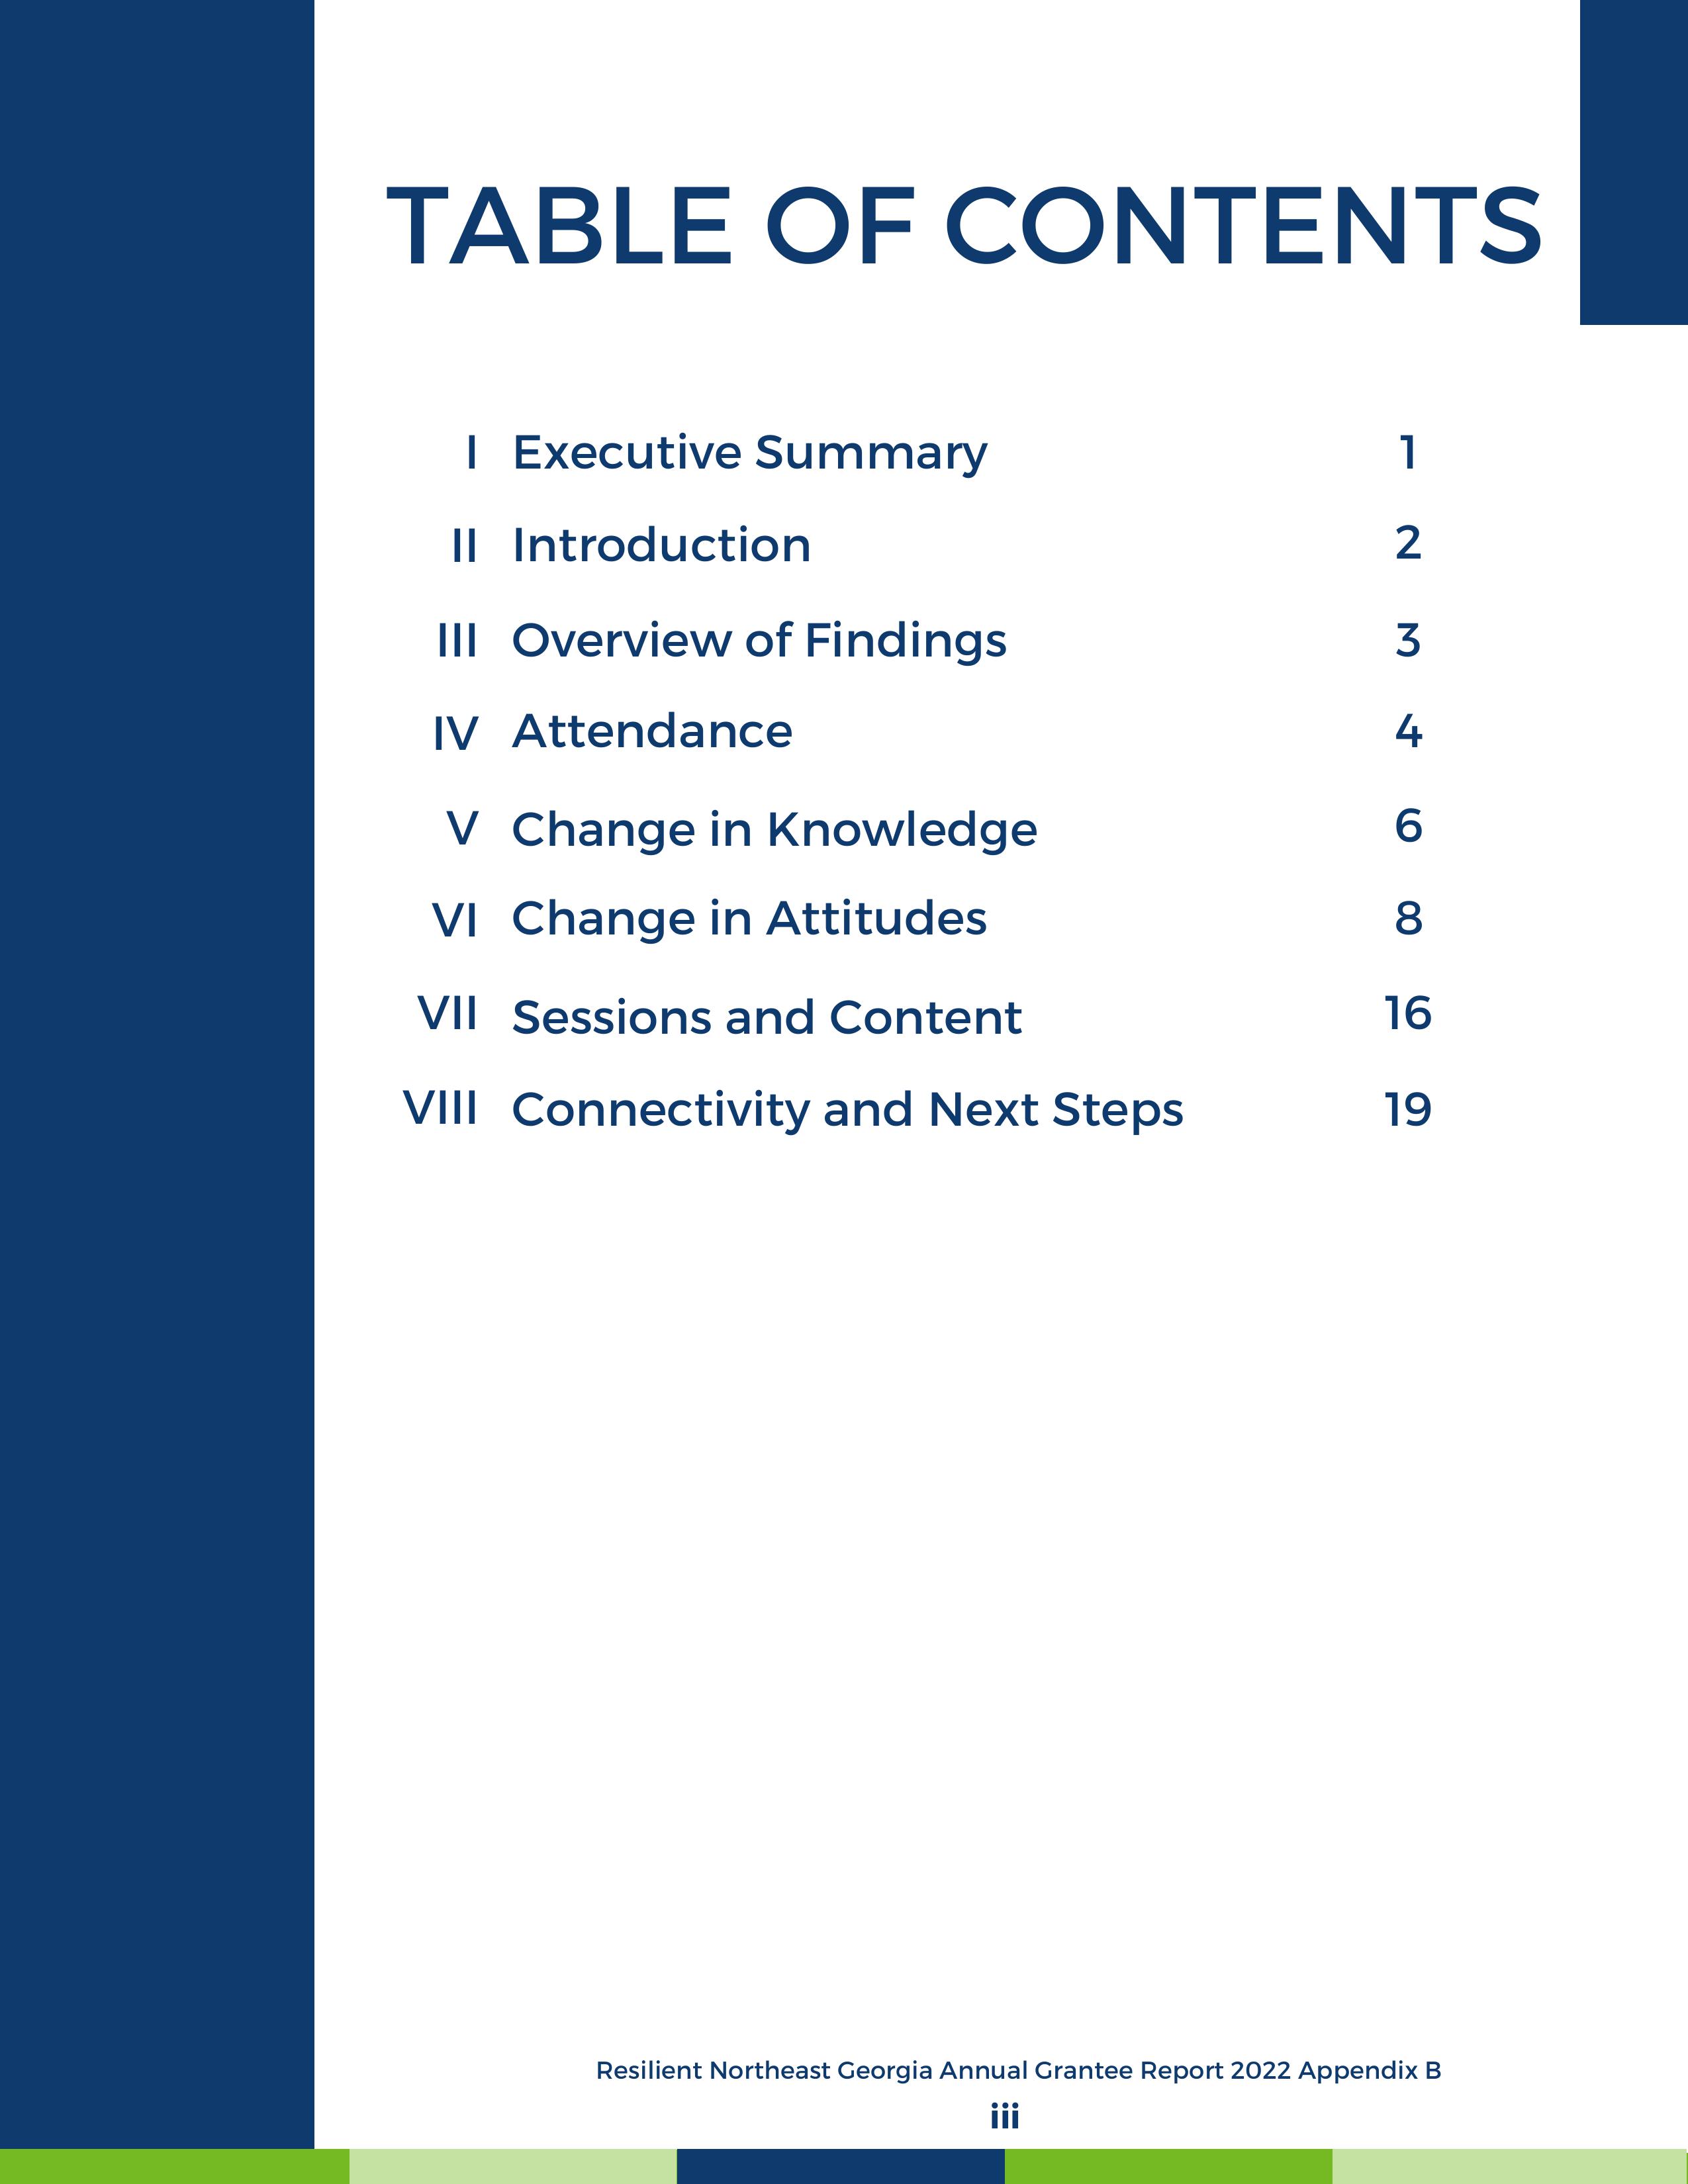 TABLE OF CONTENTS
I Executive Summary 1
II Introduction 2
III Overview of Findings 3
IV Attendance 4
V Change in Knowledge 6
VI Change in Attitudes 8
VII Sessions and Content 16
VIII Connectivity and Next Steps 19
Resilient Northeast Georgia Annual Grantee Report 2022 Appendix B
iii